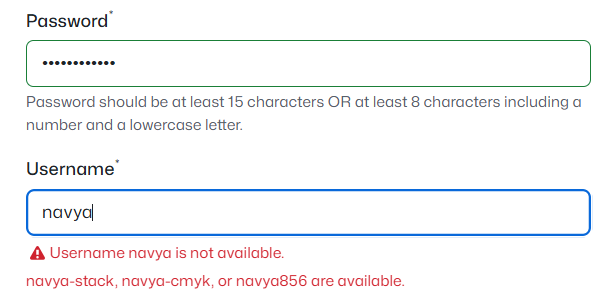 Password*
••••••••••••
Password should be at least 15 characters OR at least 8 characters including a
number and a lowercase letter.
Username*
navya
Username navya is not available.
navya-stack, navya-cmyk, or navya856 are available.